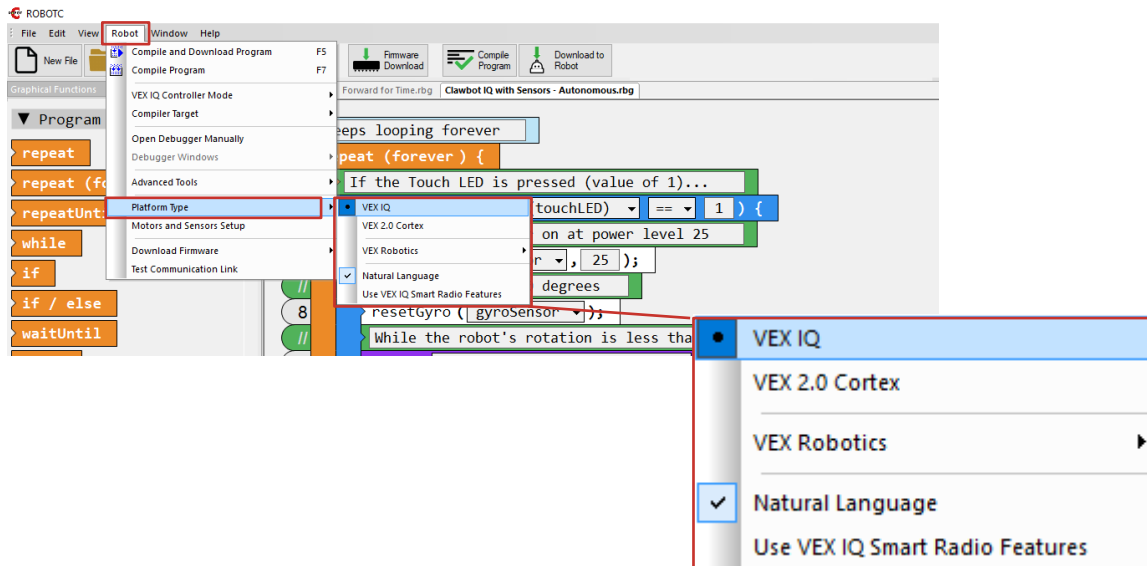 ROBOTC
File Edit View Robot Window Help
New File
Compile and Download Program F5
Compile Program F7
VEX IQ Controller Mode
Compiler Target
Open Debugger Manually
Debugger Windows
Advanced Tools
Platform Type
Motors and Sensors Setup
Download Firmware
Test Communication Link
Firmware
Download
Compile
Program
Download to
Robot
Graphical Functions
Forward for Time.rbg Clawbot IQ with Sensors - Autonomous.rbg
▼ Program
repeat
repeat (fo
repeatUnt
while
if
if / else
waitUntil
eeps looping forever
peat (forever ) {
If the Touch LED is pressed (value of 1)...
touchLED) == 1 ) {
on at power level 25
r , 25 );
degrees
//
8 resetGyro ( gyroSensor );
// While the robot's rotation is less tha
VEX IQ
VEX 2.0 Cortex
VEX Robotics
Natural Language
Use VEX IQ Smart Radio Features
VEX IQ
VEX 2.0 Cortex
VEX Robotics
Natural Language
Use VEX IQ Smart Radio Features